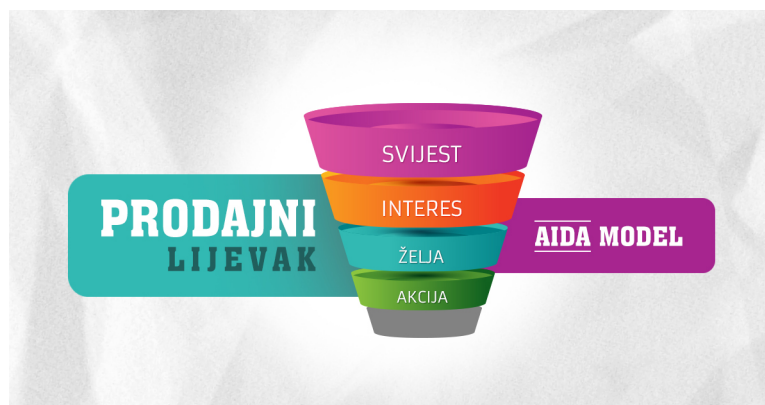 PRODAJNI
LIJEVAK
SVIJEST
INTERES
ŽELJA
AKCIJA
AIDA MODEL